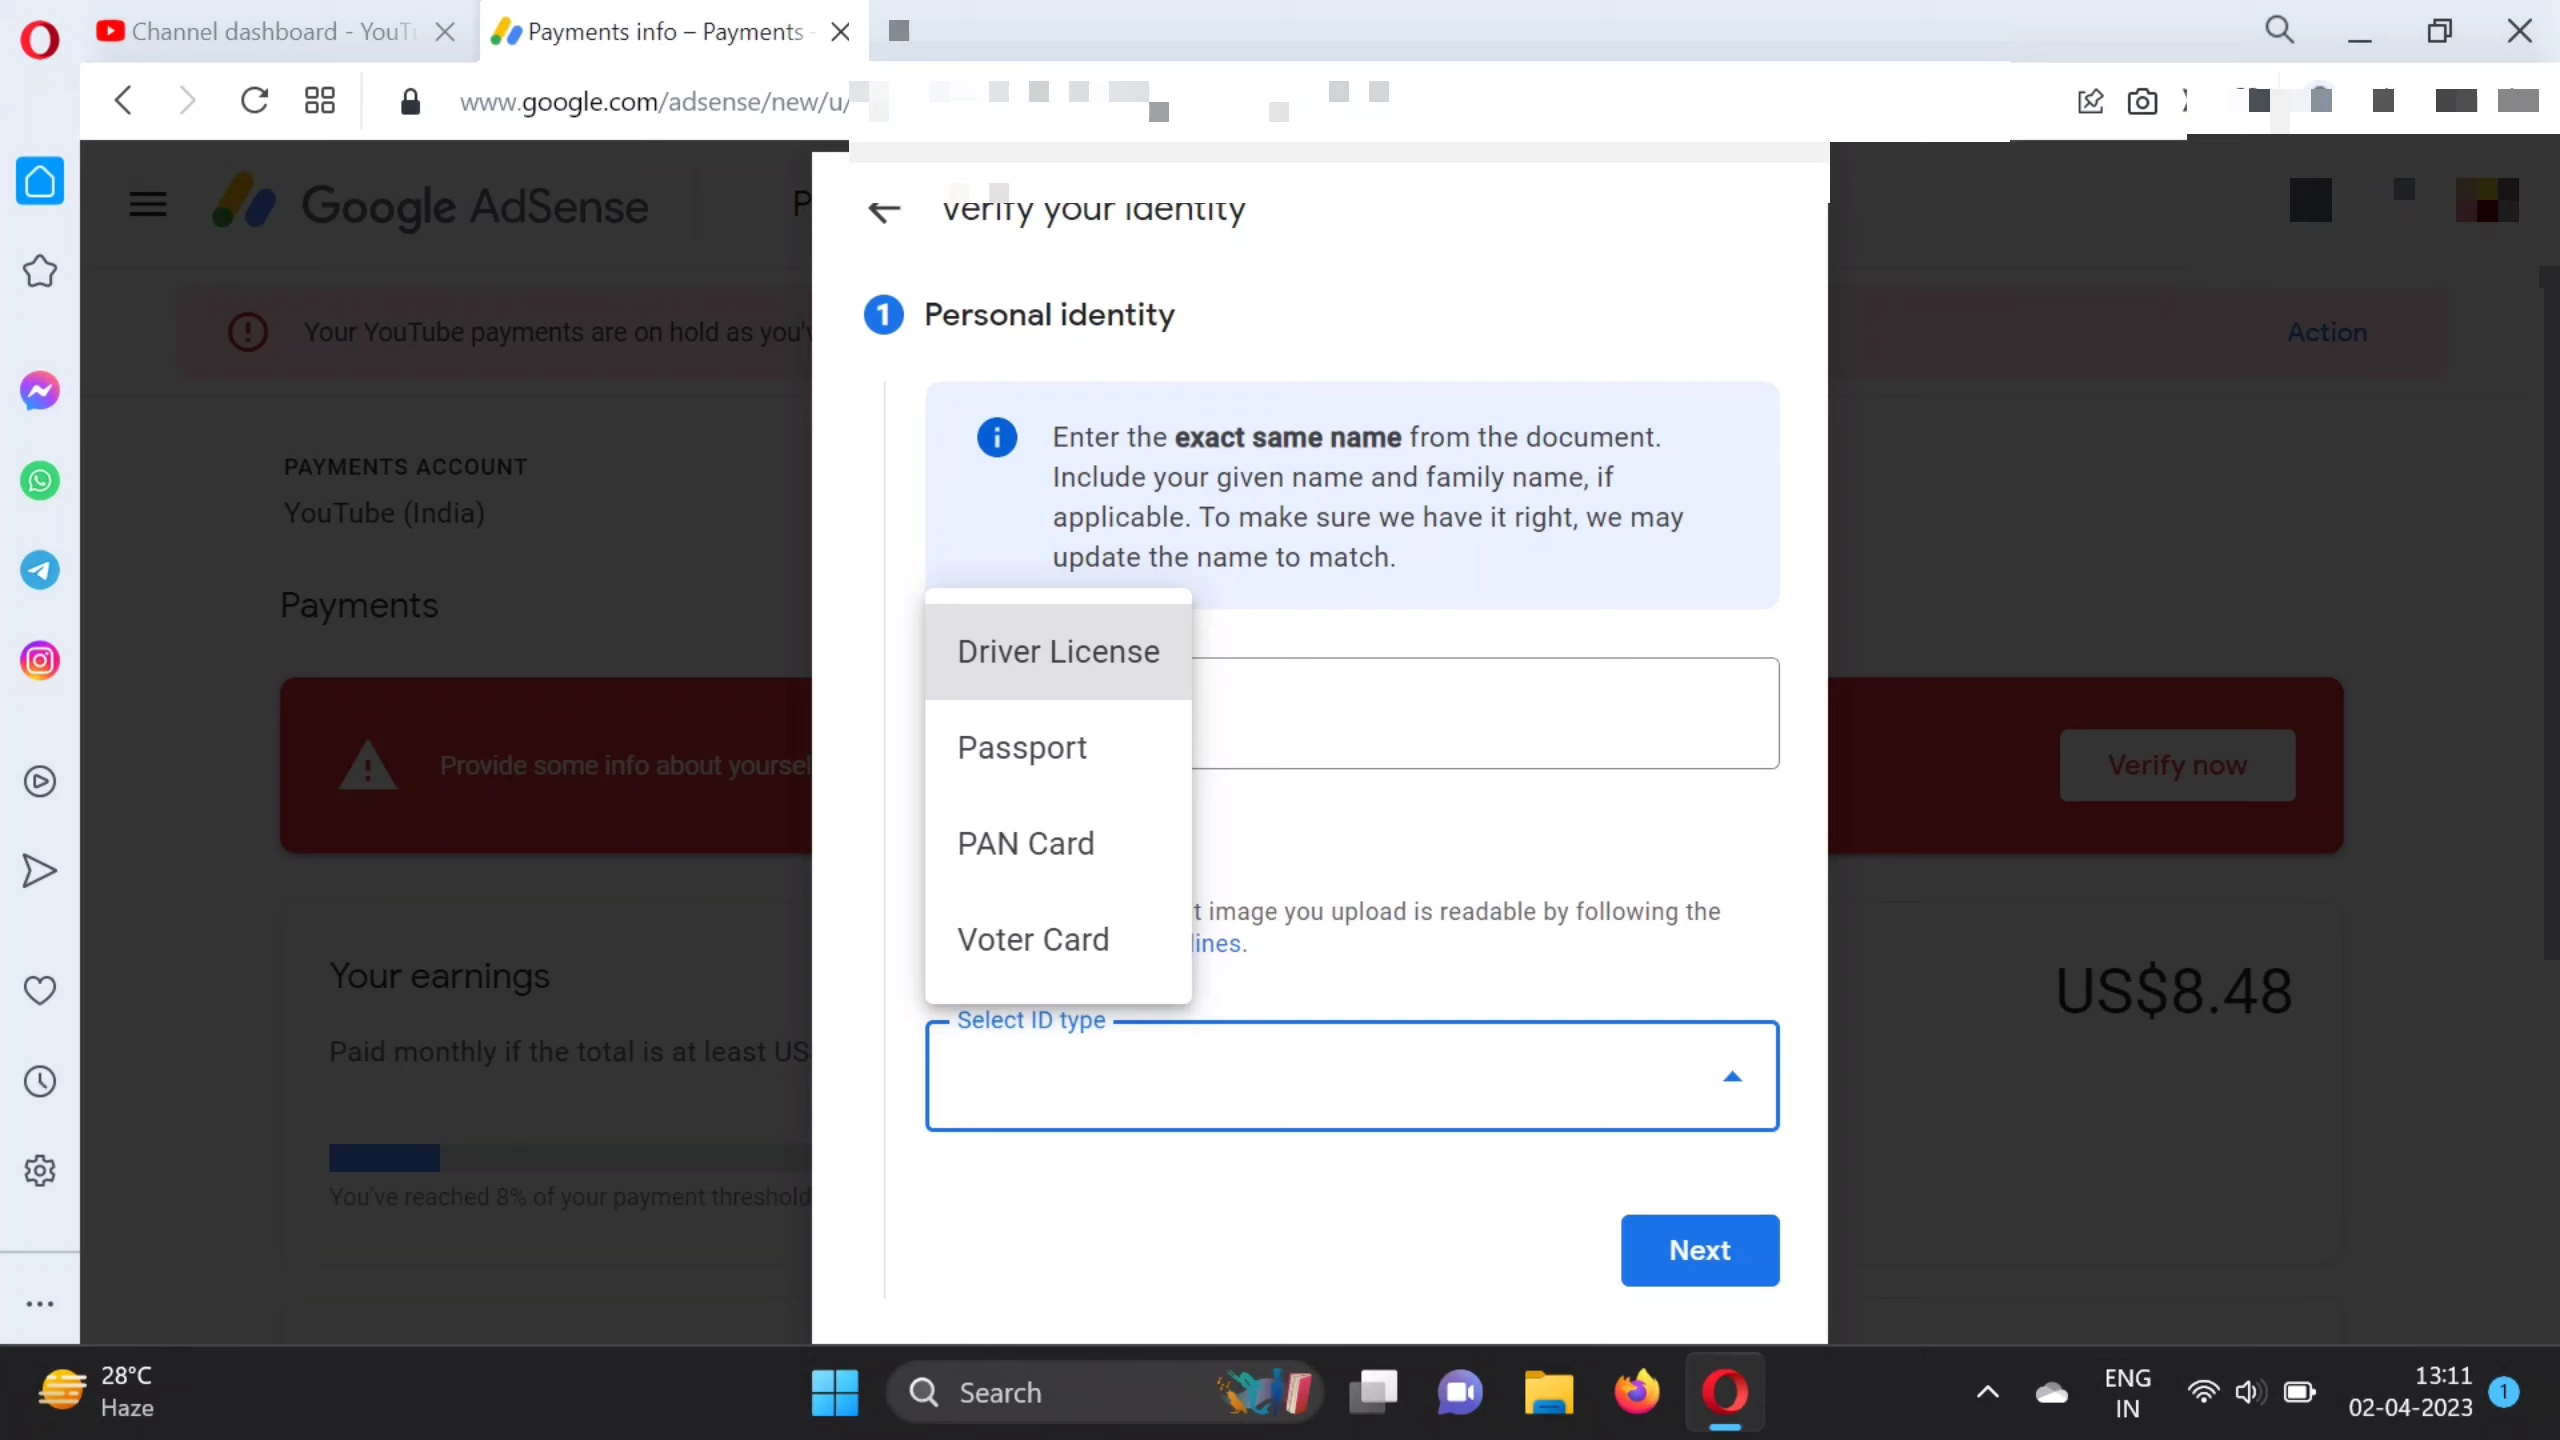 Channel dashboard - YouTu
Payments info – Payments -
www.google.com/adsense/new/u/
Google AdSense
P
Verify your identity
1 Personal identity
Your YouTube payments are on hold as you'v
Action
Enter the exact same name from the document.
Include your given name and family name, if
applicable. To make sure we have it right, we may
update the name to match.
PAYMENTS ACCOUNT
YouTube (India)
Payments
Driver License
Passport
PAN Card
Voter Card
Provide some info about yoursel
Verify now
t image you upload is readable by following the
lines.
Your earnings
US$8.48
Paid monthly if the total is at least US
Select ID type
You've reached 8% of your payment threshold
Next
28°C
Haze
Search
ENG
IN
13:11
02-04-2023
1